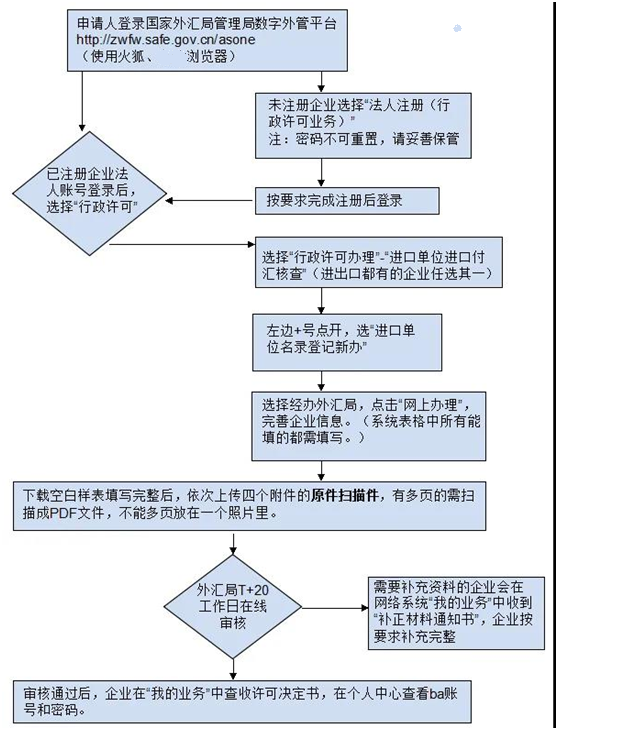 申请人登录国家外汇局管理局数字外管平台
http://zwfw.safe.gov.cn/asone
（使用火狐、 浏览器）
未注册企业选择“法人注册（行
政许可业务）”
注：密码不可重置，请妥善保管
已注册企业法
人账号登录后，
选择“行政许可”
按要求完成注册后登录
选择“行政许可办理”-“进口单位进口付
汇核查”（进出口都有的企业任选其一）
左边+号点开，选“进口单
位名录登记新办”
选择经办外汇局，点击“网上办理”，
完善企业信息。（系统表格中所有能
填的都需填写。）
下载空白样表填写完整后，依次上传四个附件的原件扫描件，有多页的需扫
描成PDF文件，不能多页放在一个照片里。
外汇局T+20
工作日在线
审核
需要补充资料的企业会在
网络系统“我的业务”中收到
“补正材料通知书”，企业按
要求补充完整
审核通过后，企业在“我的业务”中查收许可决定书，在个人中心查看ba账
号和密码。